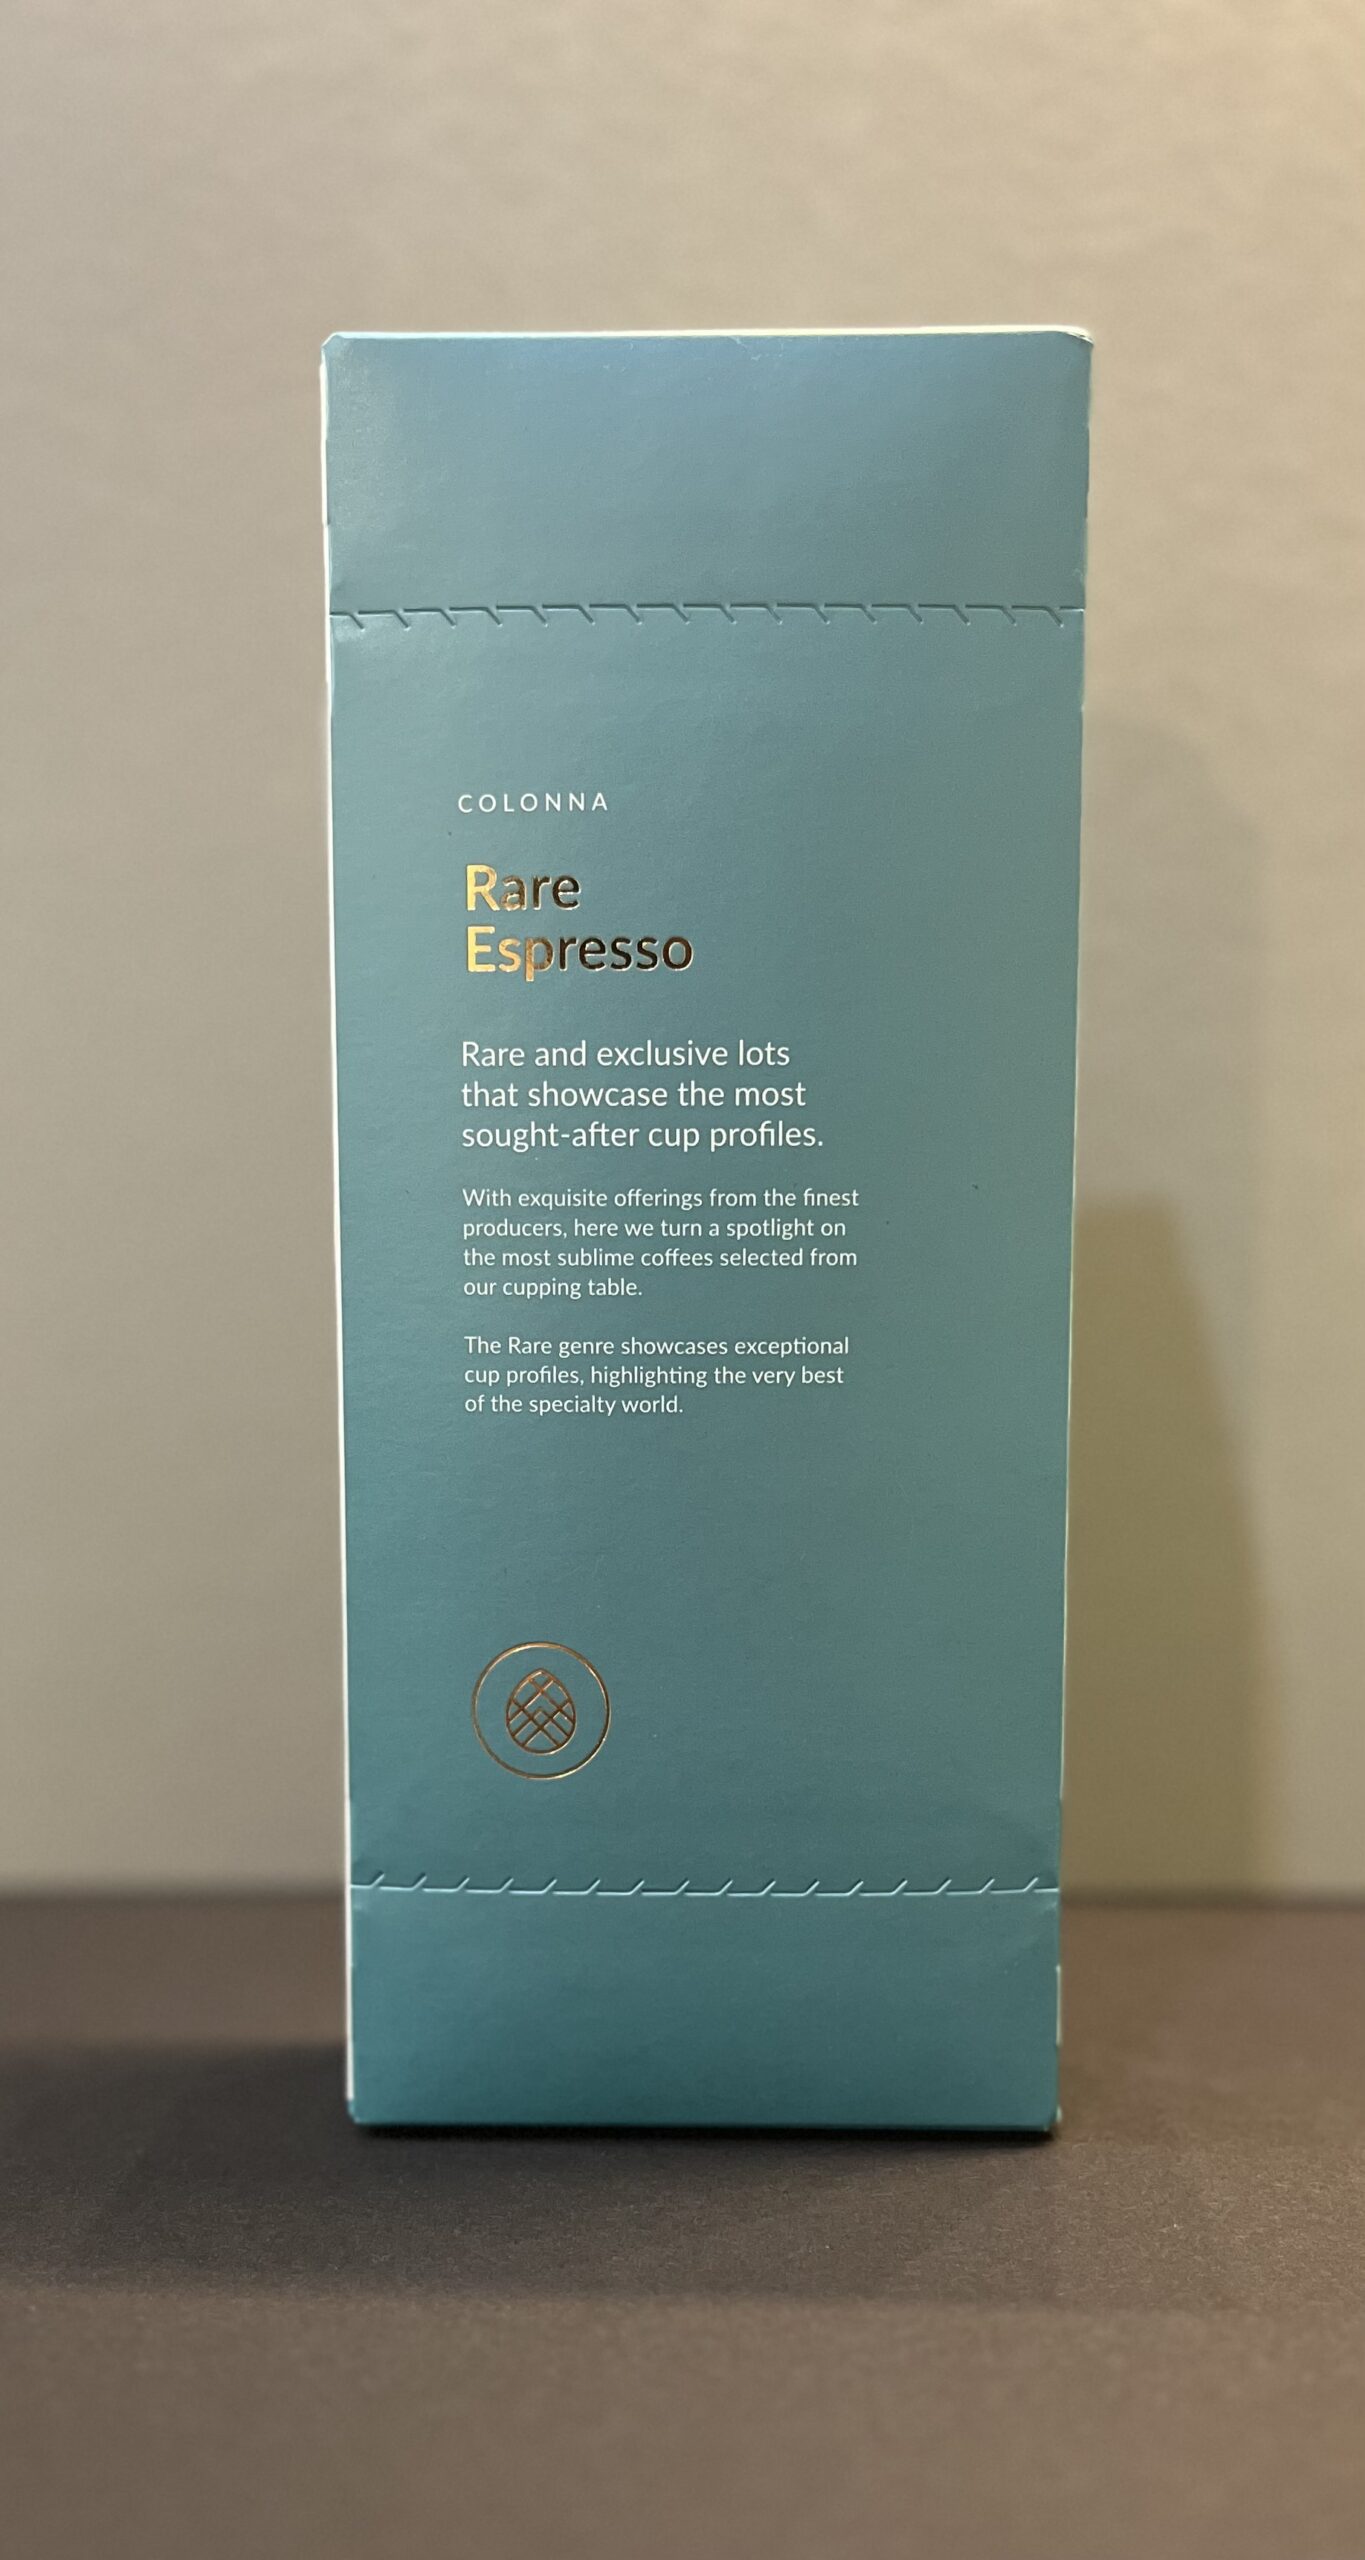 COLONNA
Rare
Espresso
Rare and exclusive lots
that showcase the most
sought-after cup profiles.
With exquisite offerings from the finest
producers, here we turn a spotlight on
the most sublime coffees selected from
our cupping table.
The Rare genre showcases exceptional
cup profiles, highlighting the very best
of the specialty world.